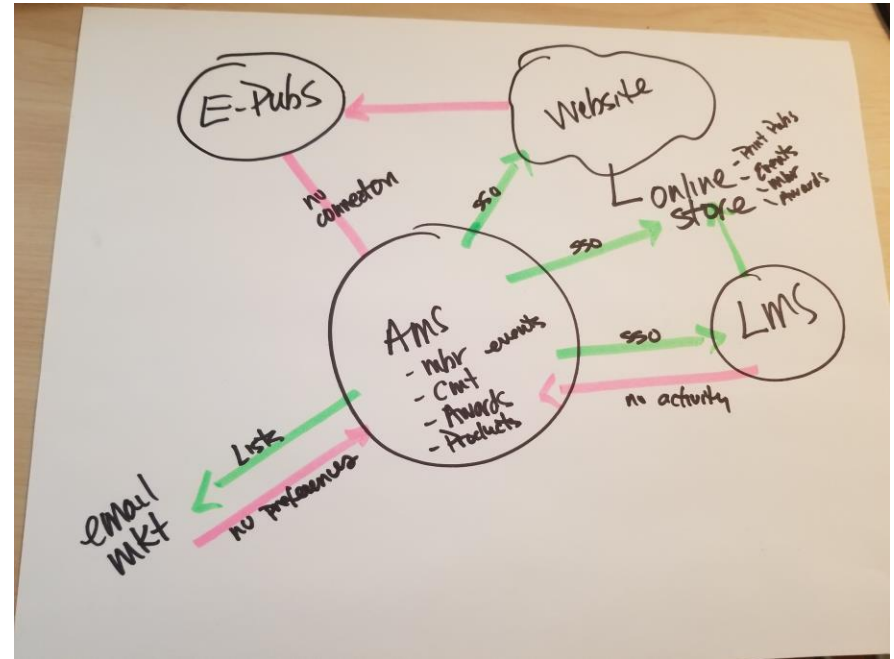 E-Pubs
Website
online
store
- Print Pubs
- Events
- mbr
- Awards
no
connection
SSO
SSO
AMS
- mbr events
- Cmt
- Awards
- Products
SSO
LMS
no activity
Lists
no preferences
email
mkt